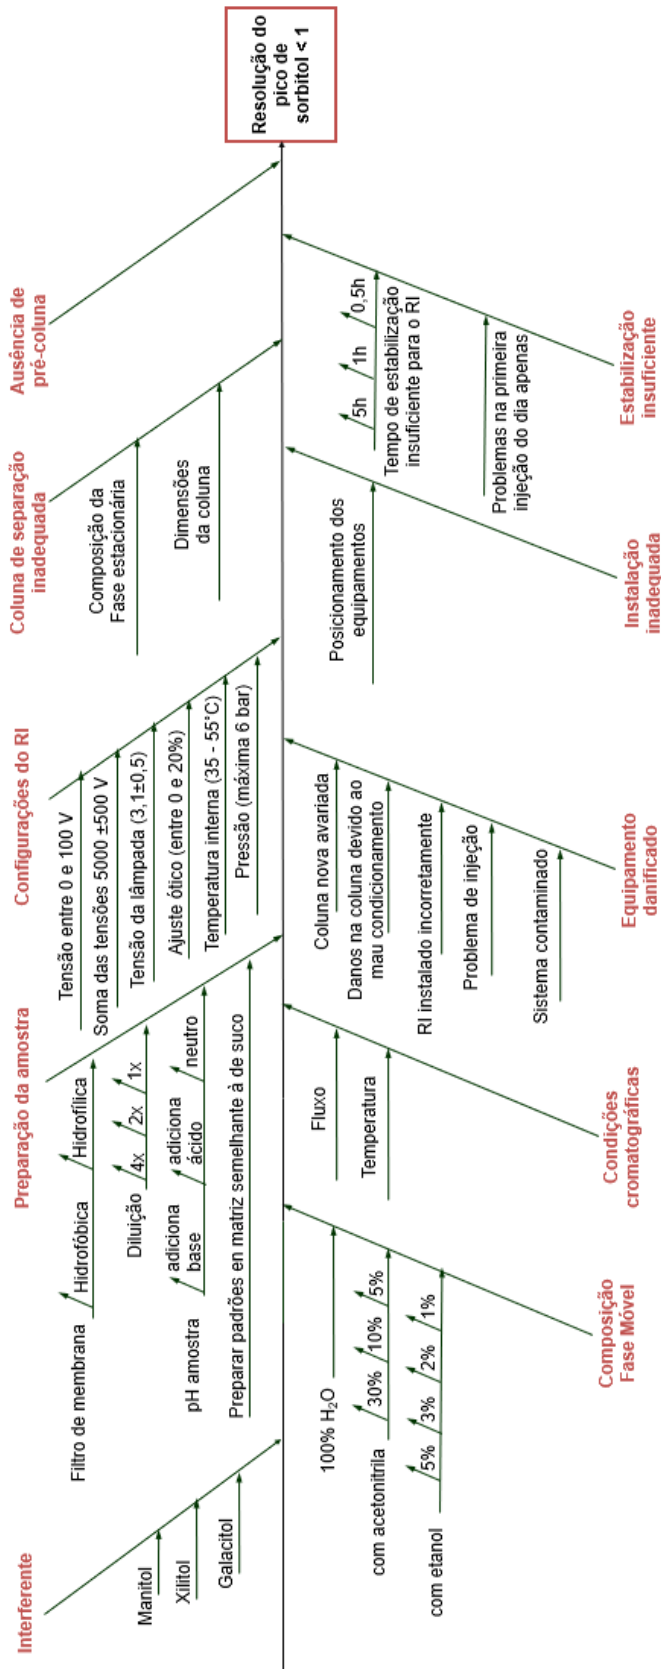 Interferente
Manitol
Xilitol
Galacitol
Preparação da amostra
Filtro de membrana
Hidrofóbica
Hidrofílica
Diluição
4x
2x
1x
pH amostra
adiciona
base
adiciona
ácido
neutro
Preparar padrões en matriz semelhante à de suco
Configurações do RI
Tensão entre 0 e 100 V
Soma das tensões 5000 ±500 V
Tensão da lâmpada (3,1±0,5)
Ajuste ótico (entre 0 e 20%)
Temperatura interna (35 - 55°C)
Pressão (máxima 6 bar)
Coluna de separação
inadequada
Composição da
Fase estacionária
Dimensões
da coluna
Ausência de
pré-coluna
Resolução do
pico de
sorbitol < 1
100% H₂O
com acetonitrila
30%
10%
5%
com etanol
5%
3%
2%
1%
Composição
Fase Móvel
Fluxo
Temperatura
Condições
cromatográficas
Coluna nova avariada
Danos na coluna devido ao
mau condicionamento
RI instalado incorretamente
Problema de injeção
Sistema contaminado
Equipamento
danificado
Posicionamento dos
equipamentos
Instalação
inadequada
5h
1h
0,5h
Tempo de estabilização
insuficiente para o RI
Problemas na primeira
injeção do dia apenas
Estabilização
insuficiente